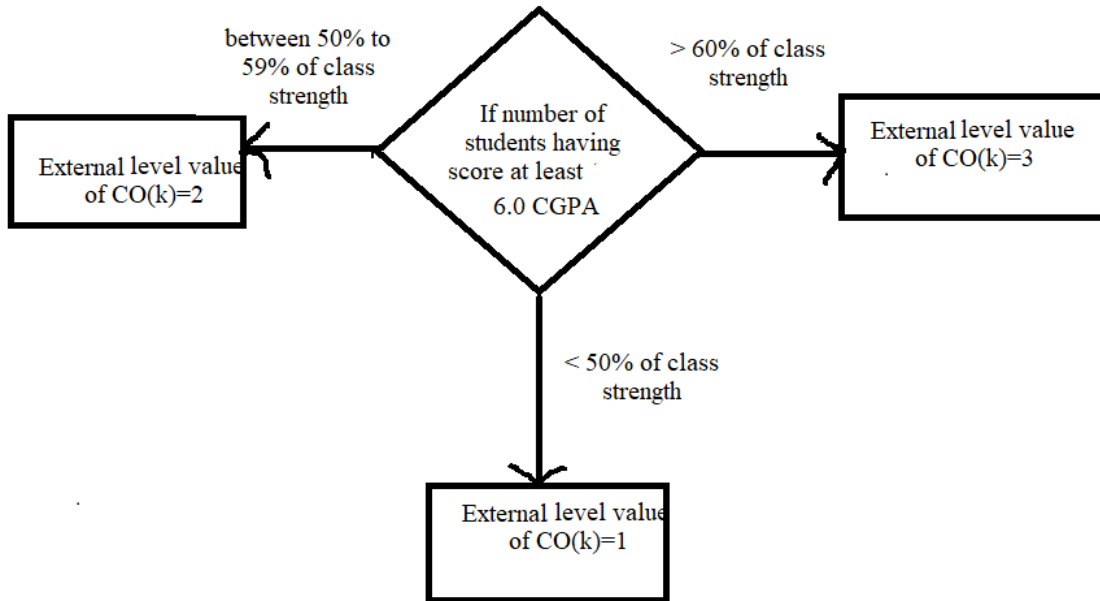 between 50% to
59% of class
strength
> 60% of class
strength
If number of
students having
score at least
6.0 CGPA
External level value
of CO(k)=2
External level value
of CO(k)=3
< 50% of class
strength
External level value
of CO(k)=1